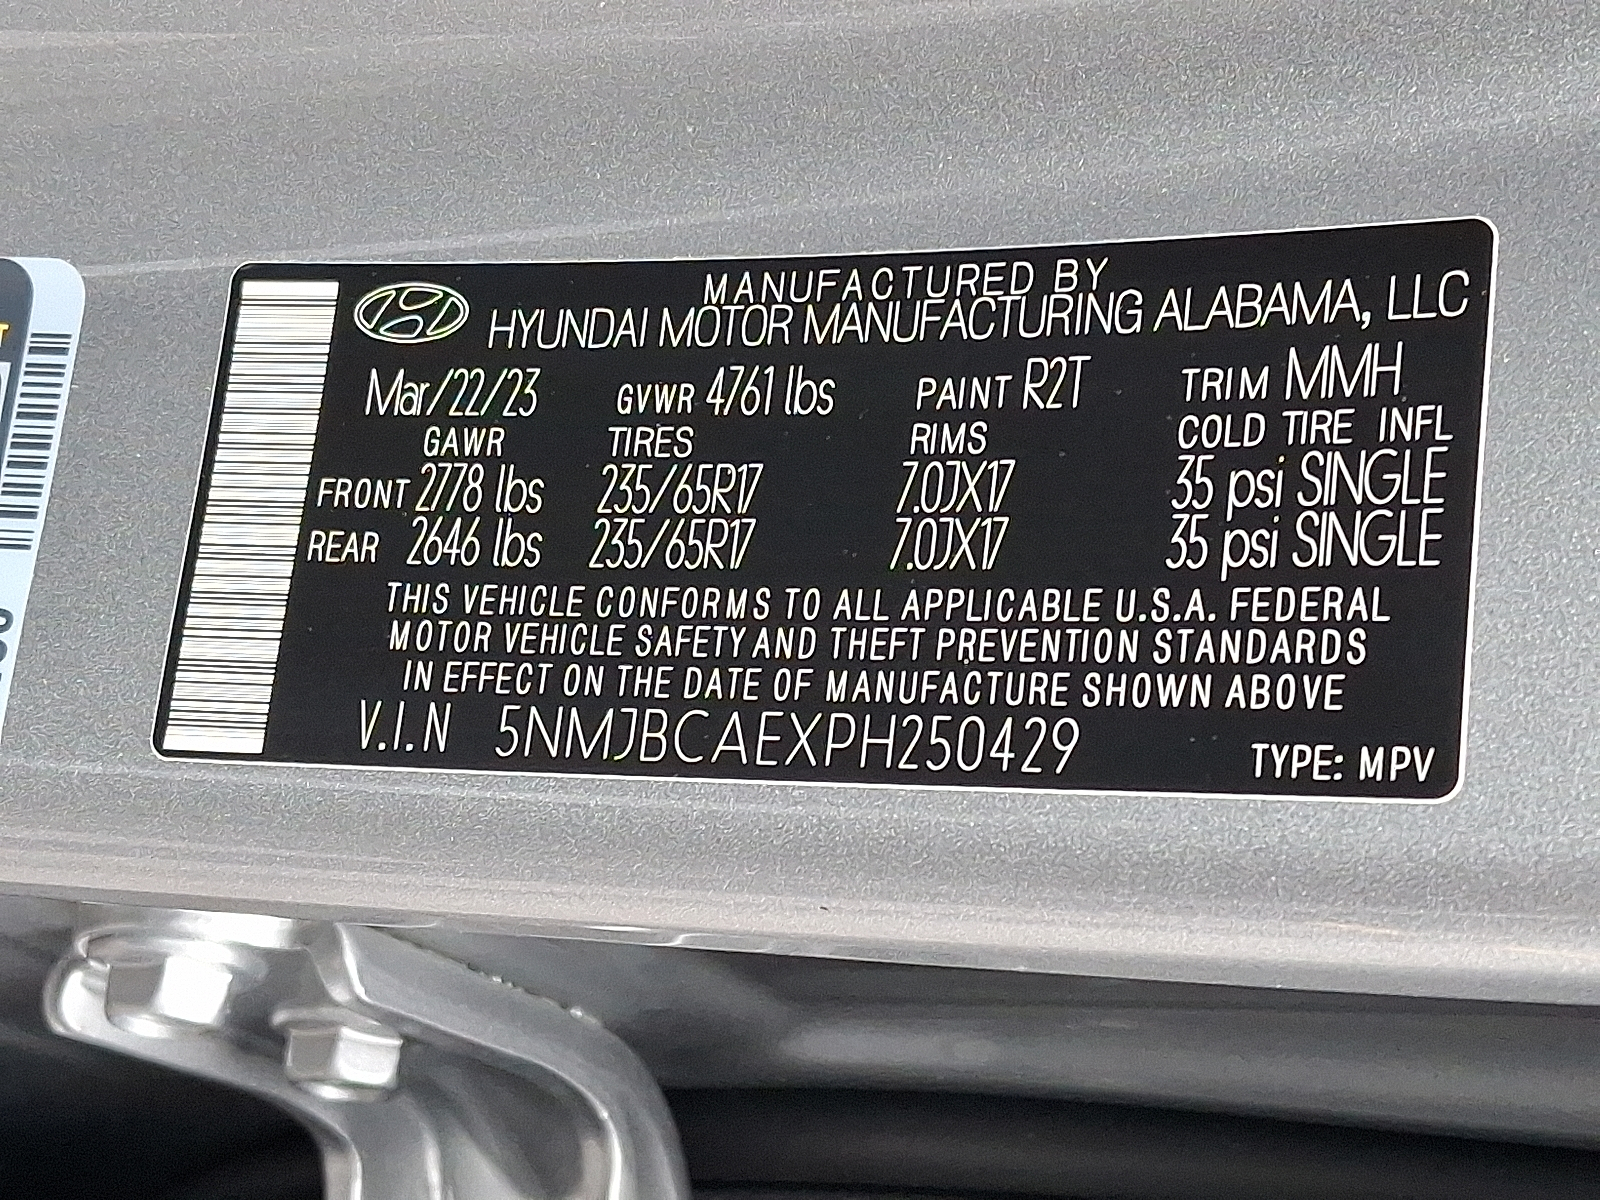 MANUFACTURED BY
HYUNDAI MOTOR MANUFACTURING ALABAMA, LLC
Mar/22/23 GVWR 4761 lbs PAINT R2T TRIM MMH
GAWR TIRES RIMS COLD TIRE INFL
FRONT 2778 lbs 235/65R17 7.0JX17 35 psi SINGLE
REAR 2646 lbs 235/65R17 7.0JX17 35 psi SINGLE
THIS VEHICLE CONFORMS TO ALL APPLICABLE U.S.A. FEDERAL
MOTOR VEHICLE SAFETY AND THEFT PREVENTION STANDARDS
IN EFFECT ON THE DATE OF MANUFACTURE SHOWN ABOVE
V.I.N 5NMJBCAEXPH250429 TYPE: MPV